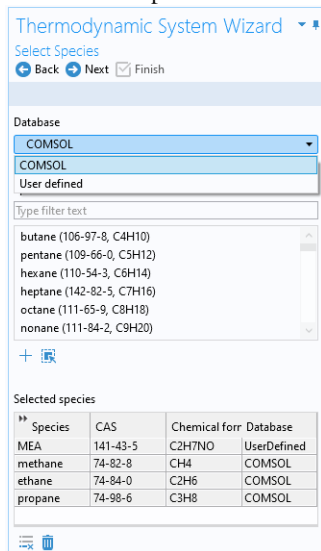 Thermodynamic System Wizard
Select Species
Back Next Finish
Database
COMSOL
COMSOL
User defined
Type filter text
butane (106-97-8, C4H10)
pentane (109-66-0, C5H12)
hexane (110-54-3, C6H14)
heptane (142-82-5, C7H16)
octane (111-65-9, C8H18)
nonane (111-84-2, C9H20)
Selected species
Species CAS Chemical forr Database
MEA 141-43-5 C2H7NO UserDefined
methane 74-82-8 CH4 COMSOL
ethane 74-84-0 C2H6 COMSOL
propane 74-98-6 C3H8 COMSOL